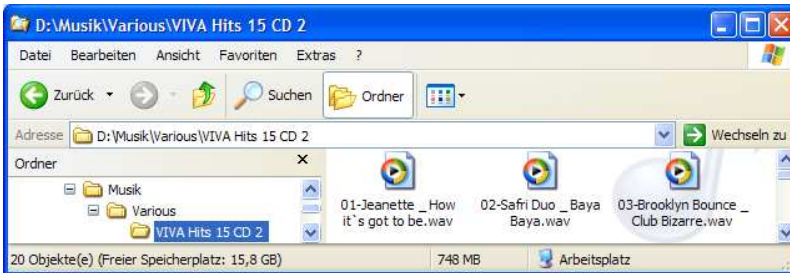 D:\Musik\Various\VIVA Hits 15 CD 2
Datei Bearbeiten Ansicht Favoriten Extras ?
Zurück Suchen Ordner
Adresse D:\Musik\Various\VIVA Hits 15 CD 2 Wechseln zu
Ordner
Musik
Various
VIVA Hits 15 CD 2
01-Jeanette _ How
it`s got to be.wav
02-Safri Duo _ Baya
Baya.wav
03-Brooklyn Bounce _
Club Bizarre.wav
20 Objekte(e) (Freier Speicherplatz: 15,8 GB) 748 MB Arbeitsplatz